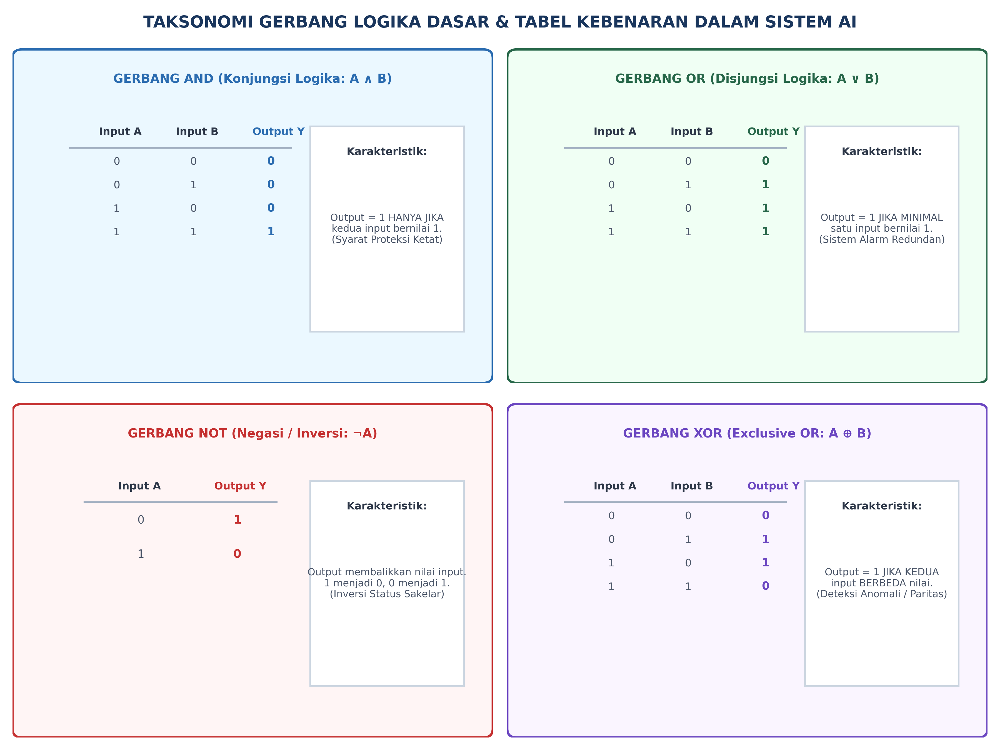 TAKSONOMI GERBANG LOGIKA DASAR & TABEL KEBENARAN DALAM SISTEM AI
GERBANG AND (Konjungsi Logika: A ∧ B)
Input A Input B Output Y
0 0 0
0 1 0
1 0 0
1 1 1
Karakteristik:
Output = 1 HANYA JIKA
kedua input bernilai 1.
(Syarat Proteksi Ketat)
GERBANG OR (Disjungsi Logika: A ∨ B)
Input A Input B Output Y
0 0 0
0 1 1
1 0 1
1 1 1
Karakteristik:
Output = 1 JIKA MINIMAL
satu input bernilai 1.
(Sistem Alarm Redundan)
GERBANG NOT (Negasi / Inversi: ¬A)
Input A Output Y
0 1
1 0
Karakteristik:
Output membalikkan nilai input.
1 menjadi 0, 0 menjadi 1.
(Inversi Status Sakelar)
GERBANG XOR (Exclusive OR: A ⊕ B)
Input A Input B Output Y
0 0 0
0 1 1
1 0 1
1 1 0
Karakteristik:
Output = 1 JIKA KEDUA
input BERBEDA nilai.
(Deteksi Anomali / Paritas)